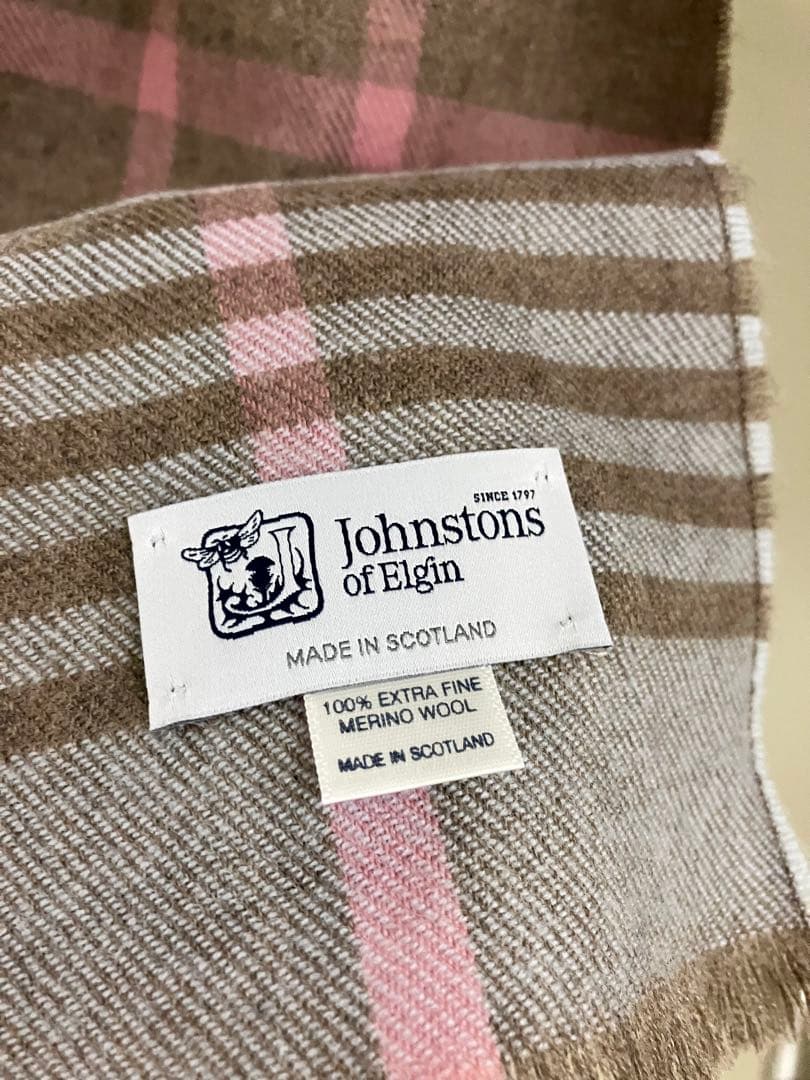 SINCE 1797
Johnstons
of Elgin
MADE IN SCOTLAND
100% EXTRA FINE
MERINO WOOL
MADE IN SCOTLAND